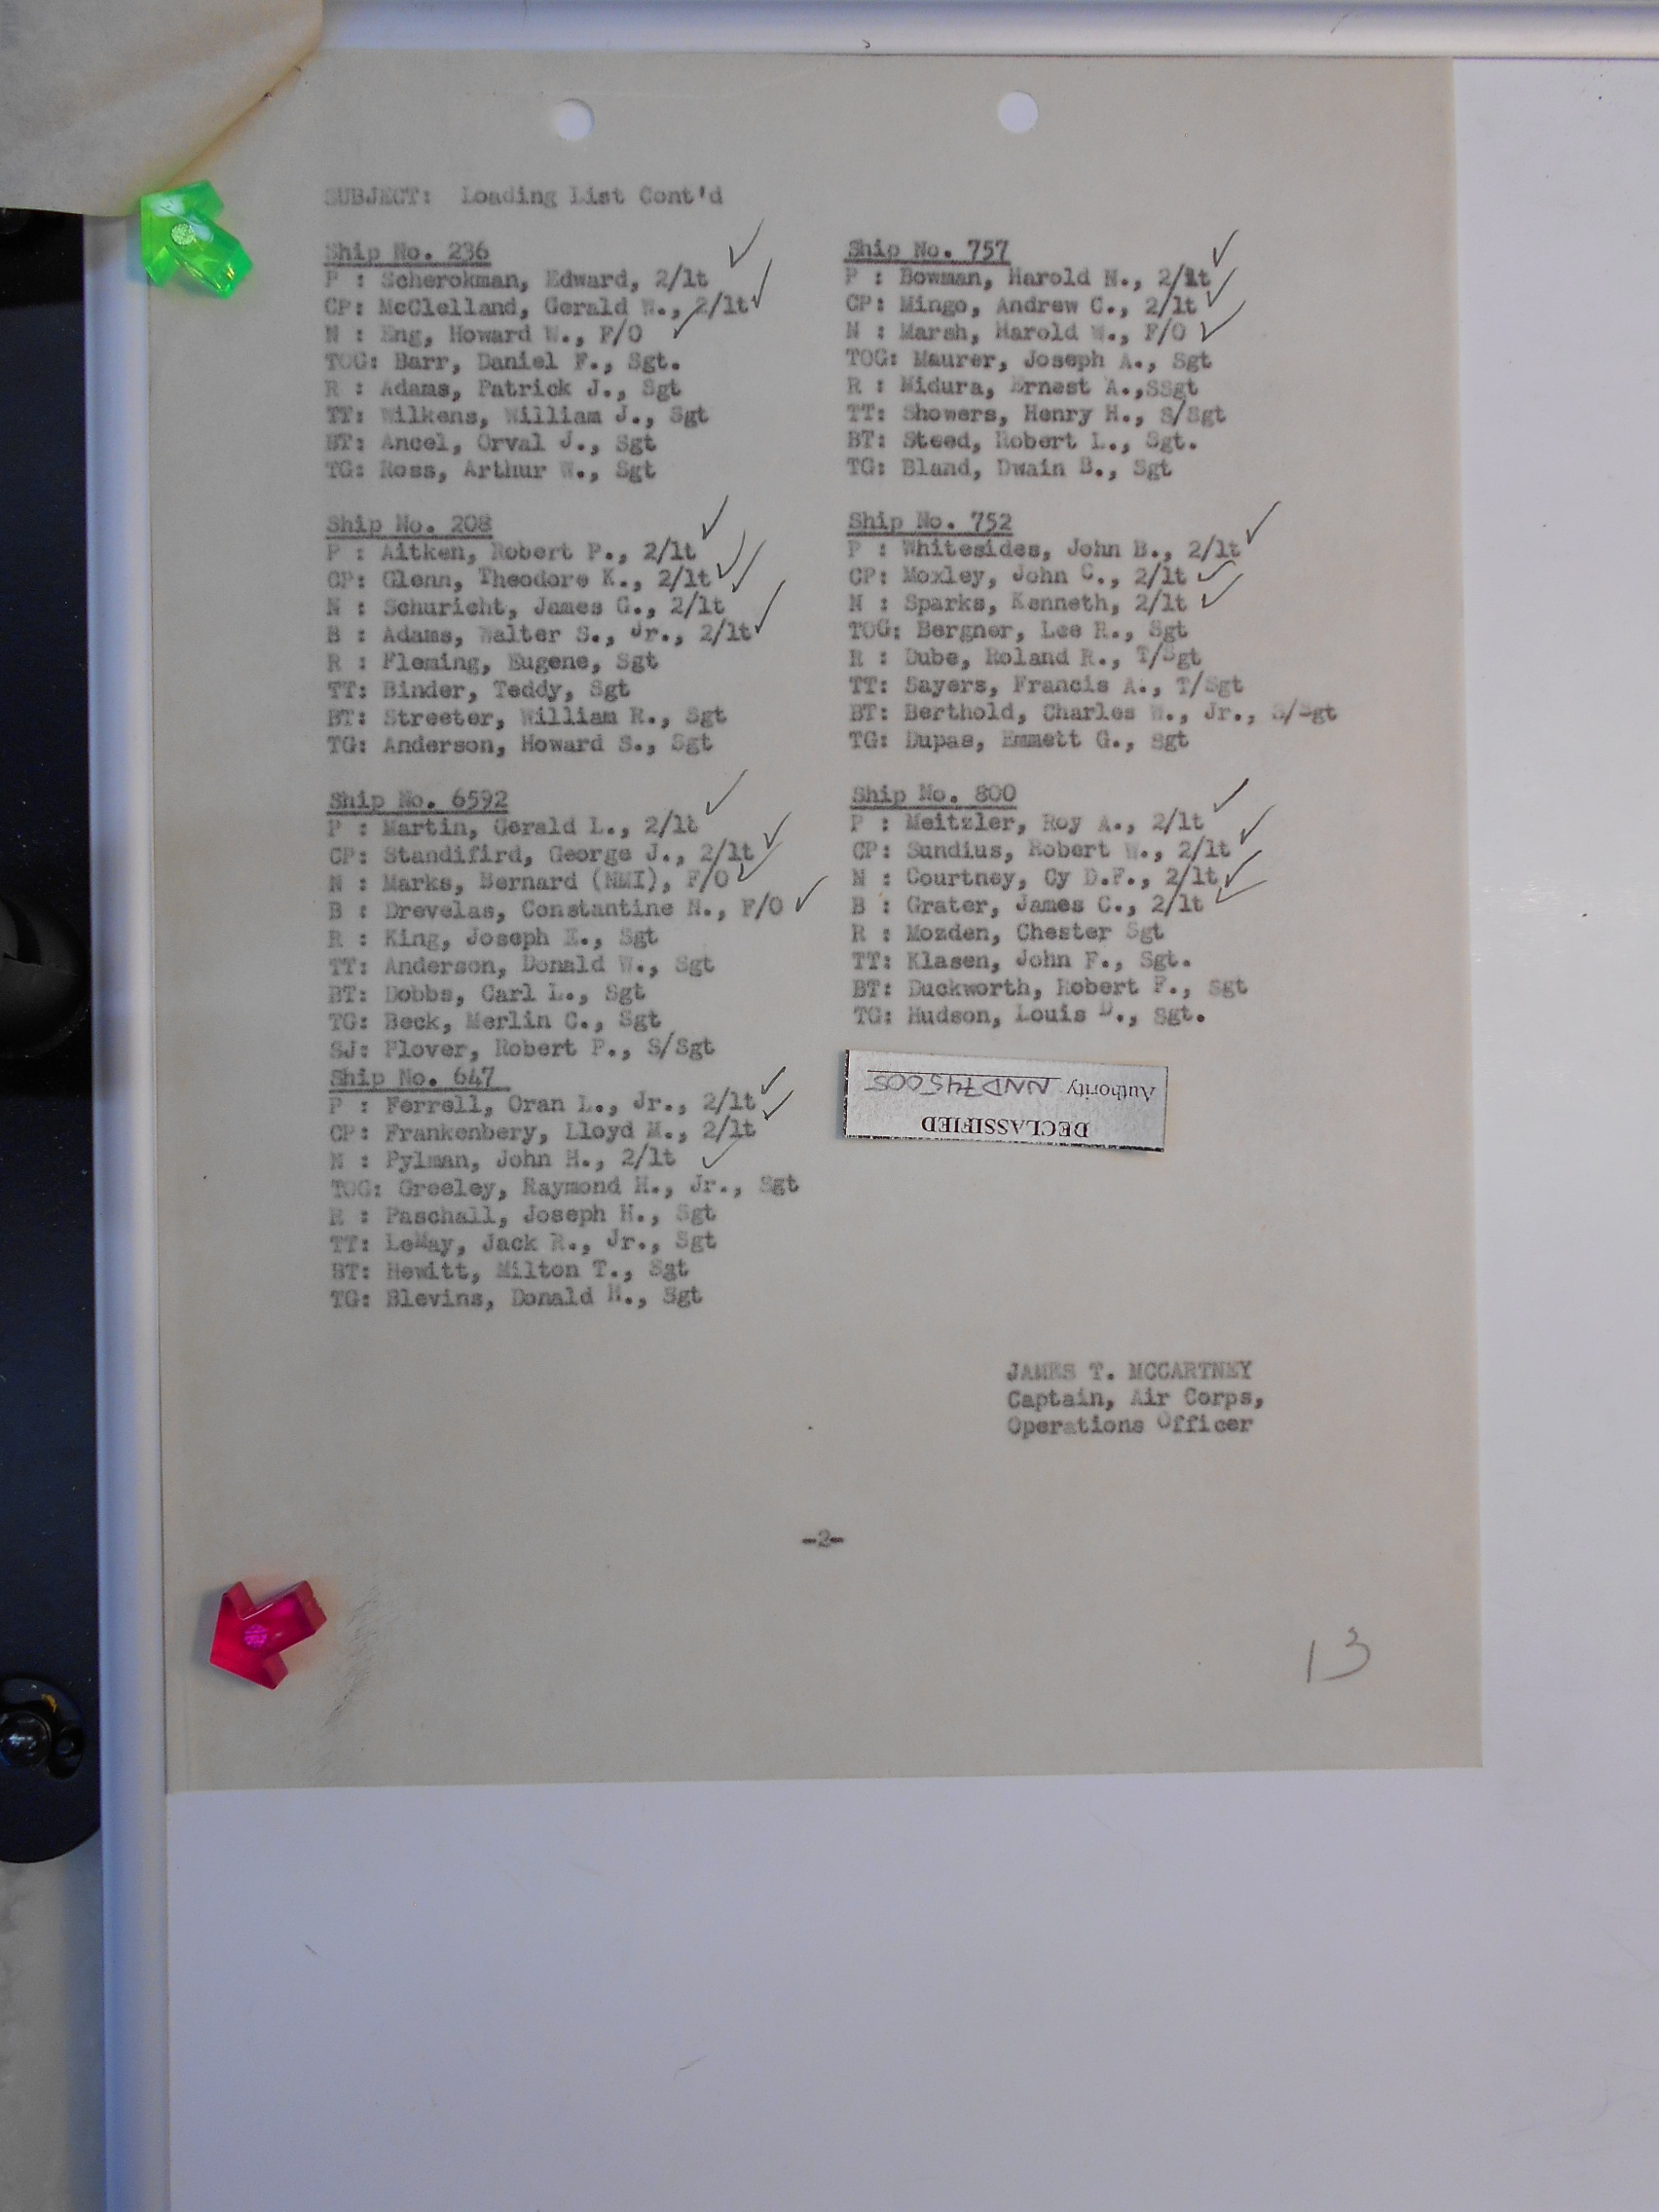 SUBJECT: Loading List Cont'd
Ship No. 236
P : Scherokman, Edward, 2/lt
CP: McClelland, Gerald W., 2/lt
N : Eng, Howard W., F/O
TOG: Barr, Daniel F., Sgt.
R : Adams, Patrick J., Sgt
TT: Wilkens, William J., Sgt
BT: Ancel, Orval J., Sgt
TG: Ross, Arthur W., Sgt
Ship No. 208
P : Aitken, Robert P., 2/lt
CP: Glenn, Theodore K., 2/lt
N : Schuricht, James G., 2/lt
B : Adams, Walter S., Jr., 2/lt
R : Fleming, Eugene, Sgt
TT: Binder, Teddy, Sgt
BT: Streeter, William R., Sgt
TG: Anderson, Howard S., Sgt
Ship No. 6592
P : Martin, Gerald L., 2/lt
CP: Standifird, George J., 2/lt
N : Marks, Bernard (NMI), F/O
B : Drevelas, Constantine N., F/O
R : King, Joseph Sgt
TT: Anderson, Donald W., Sgt
BT: Dobbs, Carl L., Sgt
TG: Beck, Merlin C., Sgt
SJ: Plover, Robert P., S/Sgt
Ship No. 647
P : Ferrell, Oran L., Jr., 2/lt
CP: Frankenbery, Lloyd M., 2/lt
N : Pylman, John H., 2/lt
TOG: Greeley, Raymond H., Jr., Sgt
R : Paschall, Joseph H., Sgt
TT: LeMay, Jack R., Jr., Sgt
BT: Hewitt, Milton T., Sgt
TG: Blevins, Donald H., Sgt
Ship No. 757
P : Bowman, Harold N., 2/lt
CP: Mingo, Andrew C., 2/lt
N : Marsh, Harold W., F/O
TOG: Maurer, Joseph A., Sgt
R : Midura, Ernest A.,SSgt
TT: Showers, Henry H., S/Sgt
BT: Steed, Robert L., Sgt.
TG: Bland, Dwain B., Sgt
Ship No. 752
P : Whitesides, John B., 2/lt
CP: Moxley, John C., 2/lt
N : Sparks, Kenneth, 2/lt
TOG: Bergner, Lee R., Sgt
R : Dube, Roland R., T/Sgt
TT: Sayers, Francis A., T/Sgt
BT: Berthold, Charles W., Jr., S/Sgt
TG: Dupas, Emmett G., Sgt
Ship No. 800
P : Meitzler, Roy A., 2/lt
CP: Sundius, Robert W., 2/lt
N : Courtney, Cy D.F., 2/lt
B : Grater, James C., 2/lt
R : Mozden, Chester Sgt
TT: Klasen, John F., Sgt.
BT: Duckworth, Robert F., Sgt
TG: Hudson, Louis D., Sgt.
DECLASSIFIED
Authority NND745005
JAMES T. MCCARTNEY
Captain, Air Corps,
Operations Officer
-2-
13